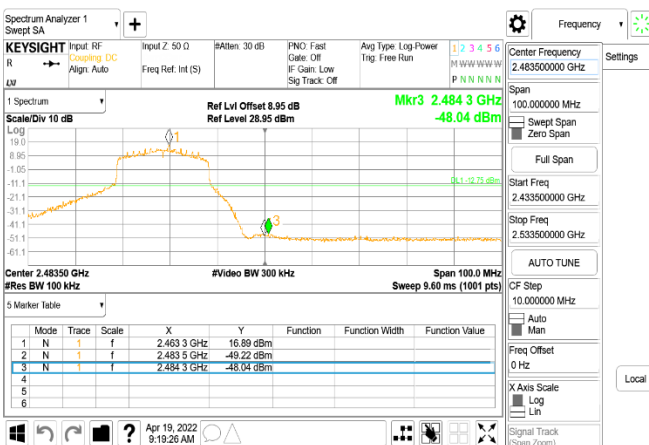 Spectrum Analyzer 1
Swept SA
Frequency
KEYSIGHT Input: RF Input Z: 50 Ω #Atten: 30 dB PNO: Fast Avg Type: Log-Power 1 2 3 4 5 6
R Coupling: DC Gate: Off Trig: Free Run M W W W W W
Align: Auto Freq Ref: Int (S) IF Gain: Low
Sig Track: Off P N N N N N
LXI
Settings
Center Frequency
2.483500000 GHz
Span
100.000000 MHz
Swept Span
Zero Span
Full Span
Start Freq
2.433500000 GHz
Stop Freq
2.533500000 GHz
AUTO TUNE
CF Step
10.000000 MHz
Auto
Man
Freq Offset
0 Hz
X Axis Scale
Log
Lin
Signal Track
(Span Zoom)
Local
1 Spectrum
Scale/Div 10 dB
Ref Lvl Offset 8.95 dB
Ref Level 28.95 dBm
Mkr3 2.484 3 GHz
-48.04 dBm
Log
19.0
8.95
-1.05
-11.1
-21.1
-31.1
-41.1
-51.1
-61.1
1
3
DL1 -12.75 dBm
Center 2.48350 GHz #Video BW 300 kHz Span 100.0 MHz
#Res BW 100 kHz Sweep 9.60 ms (1001 pts)
5 Marker Table
Mode Trace Scale X Y Function Function Width Function Value
1 N 1 f 2.463 3 GHz 16.89 dBm
2 N 1 f 2.483 5 GHz -49.22 dBm
3 N 1 f 2.484 3 GHz -48.04 dBm
4
5
6
? Apr 19, 2022
9:19:26 AM